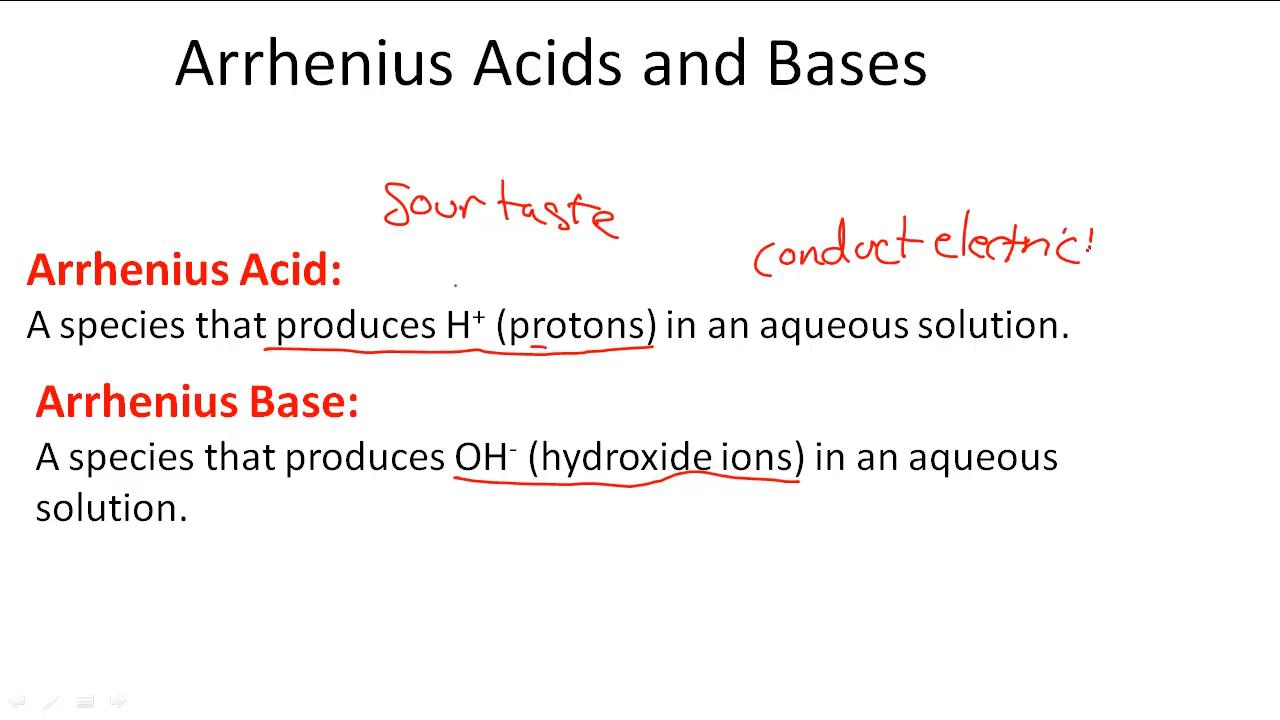 Arrhenius Acids and Bases
Sour taste
conduct electrici
Arrhenius Acid:
A species that produces H⁺ (protons) in an aqueous solution.
Arrhenius Base:
A species that produces OH⁻ (hydroxide ions) in an aqueous
solution.